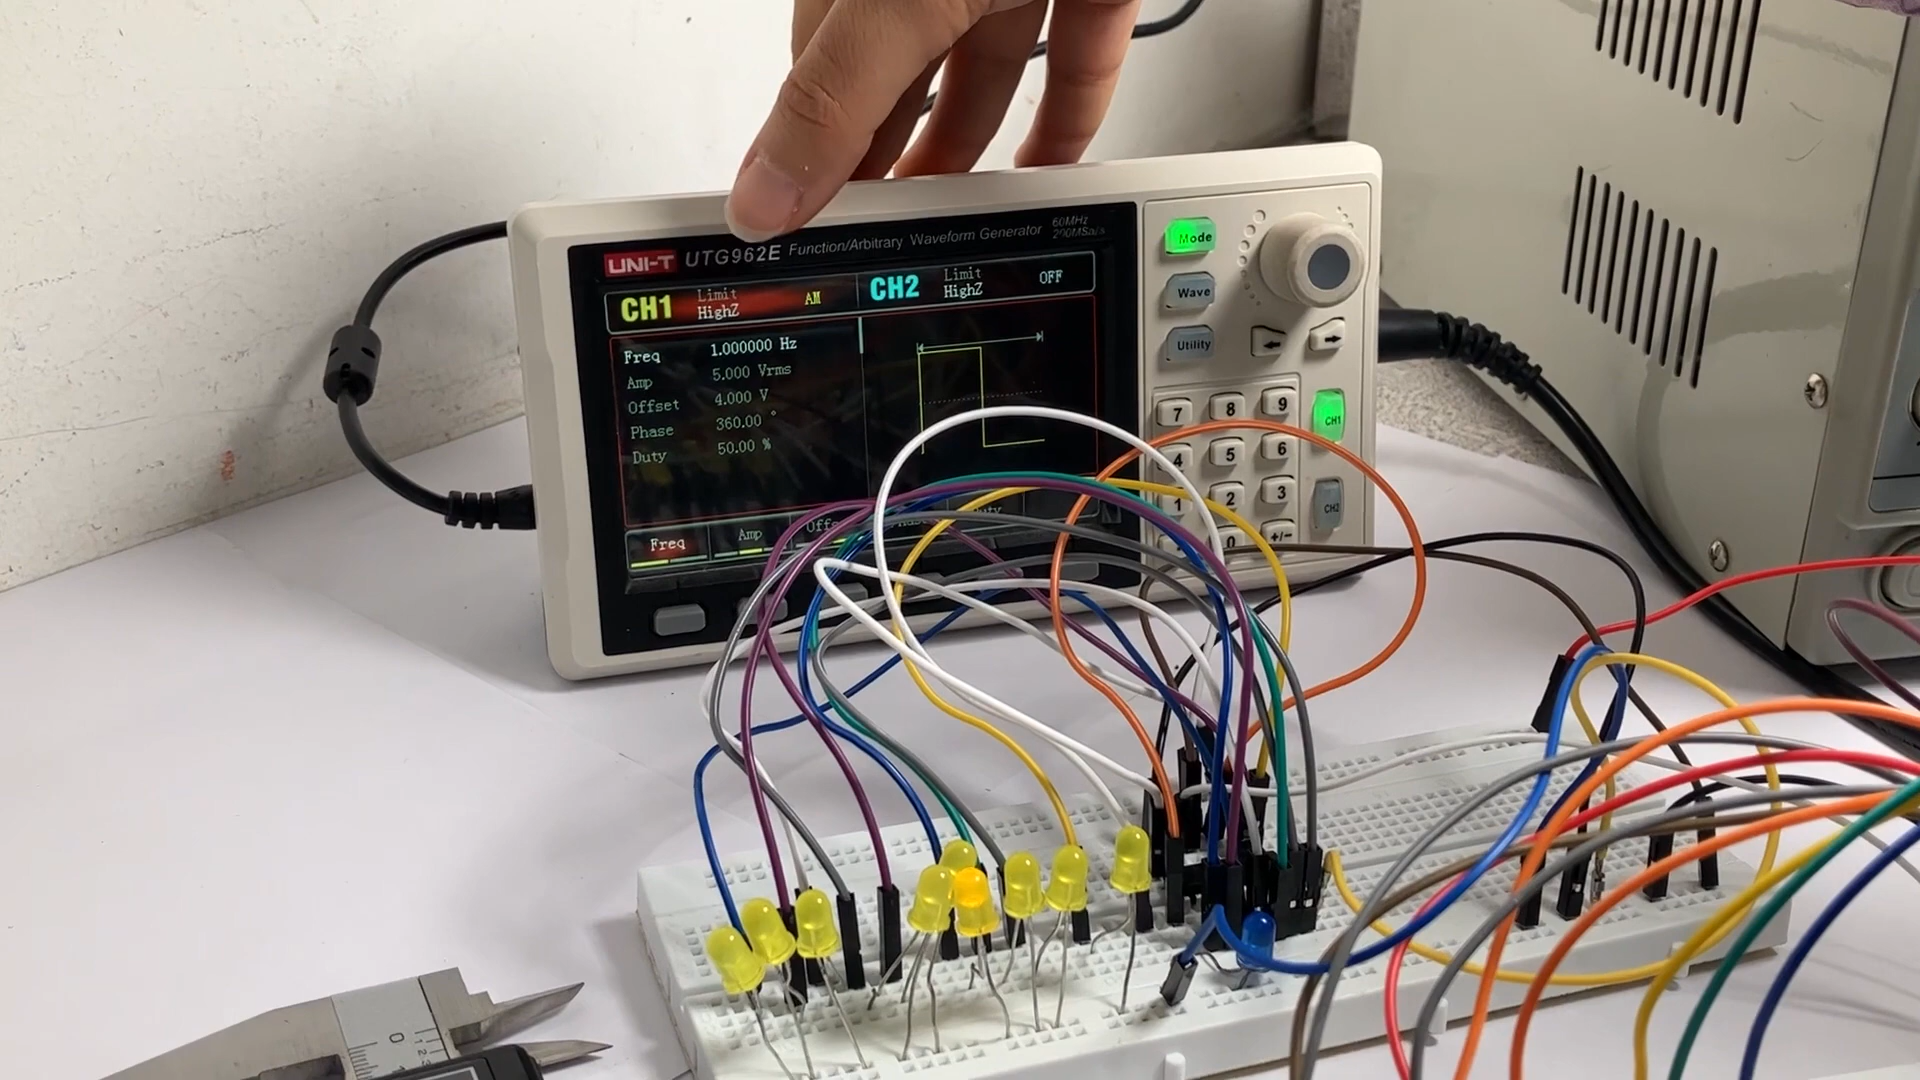 UNI-T UTG962E Function/Arbitrary Waveform Generator
60MHz
200MSa/s
CH1 Limit HighZ AM
CH2 Limit HighZ OFF
Freq 1.000000 Hz
Amp 5.000 Vrms
Offset 4.000 V
Phase 360.00 °
Duty 50.00 %
Freq Amp
Mode
Wave
Utility
7 8 9
4 5 6
1 2 3
0 +/-
CH1
CH2
0